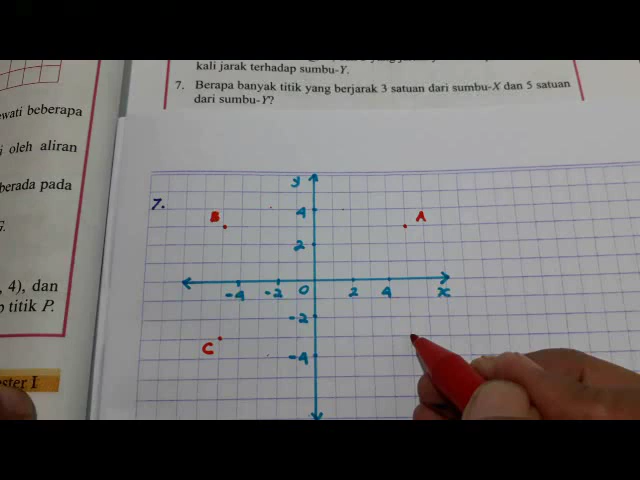 kali jarak terhadap sumbu-Y.
7. Berapa banyak titik yang berjarak 3 satuan dari sumbu-X dan 5 satuan
dari sumbu-Y?
wati beberapa
oleh aliran
berada pada
, 4), dan
titik P.
ster I
7.
y
B
4
A
2
-4
-2
0
2
4
x
-2
C
-4